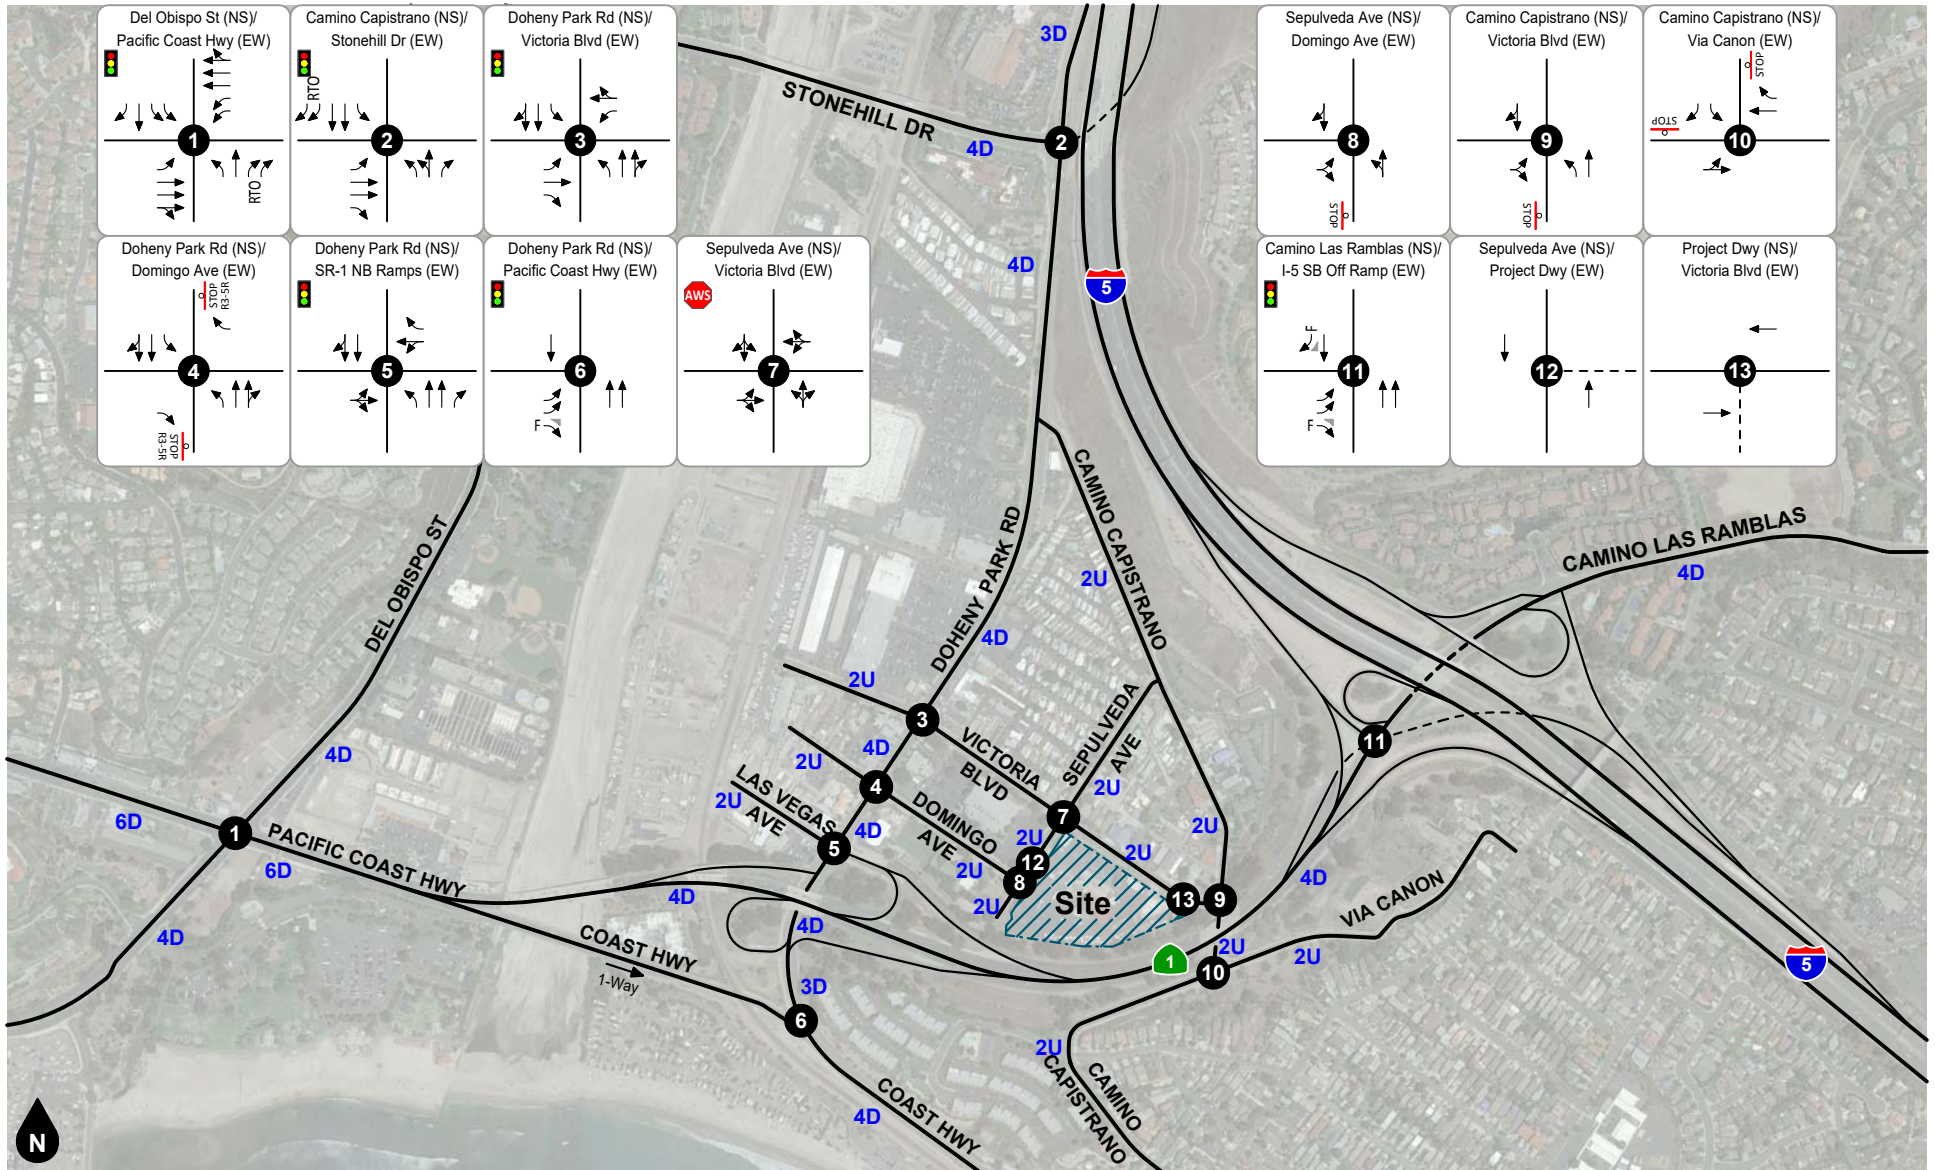 Del Obispo St (NS)/
Pacific Coast Hwy (EW)
1
RTO
Camino Capistrano (NS)/
Stonehill Dr (EW)
RTO
2
Doheny Park Rd (NS)/
Victoria Blvd (EW)
3
Doheny Park Rd (NS)/
Domingo Ave (EW)
STOP
R3-5R
4
STOP
R3-5R
Doheny Park Rd (NS)/
SR-1 NB Ramps (EW)
5
Doheny Park Rd (NS)/
Pacific Coast Hwy (EW)
6
F
Sepulveda Ave (NS)/
Victoria Blvd (EW)
AWS
7
Sepulveda Ave (NS)/
Domingo Ave (EW)
8
STOP
Camino Capistrano (NS)/
Victoria Blvd (EW)
9
STOP
Camino Capistrano (NS)/
Via Canon (EW)
STOP
STOP
10
Camino Las Ramblas (NS)/
I-5 SB Off Ramp (EW)
F
11
F
Sepulveda Ave (NS)/
Project Dwy (EW)
12
Project Dwy (NS)/
Victoria Blvd (EW)
13
3D
STONEHILL DR
4D
2
4D
5
CAMINO CAPISTRANO
2U
DOHENY PARK RD
4D
DEL OBISPO ST
4D
CAMINO LAS RAMBLAS
4D
2U
3
4D
VICTORIA
BLVD
SEPULVEDA
AVE
2U
2U
4
LAS VEGAS
AVE
2U
4D
5
DOMINGO
AVE
2U
7
2U
12
8
2U
2U
2U
Site
13
9
11
4D
VIA CANON
2U
2U
1
10
5
6D
1
PACIFIC COAST HWY
6D
4D
4D
4D
COAST HWY
1-Way
3D
6
COAST HWY
4D
2U
CAMINO
CAPISTRANO
N